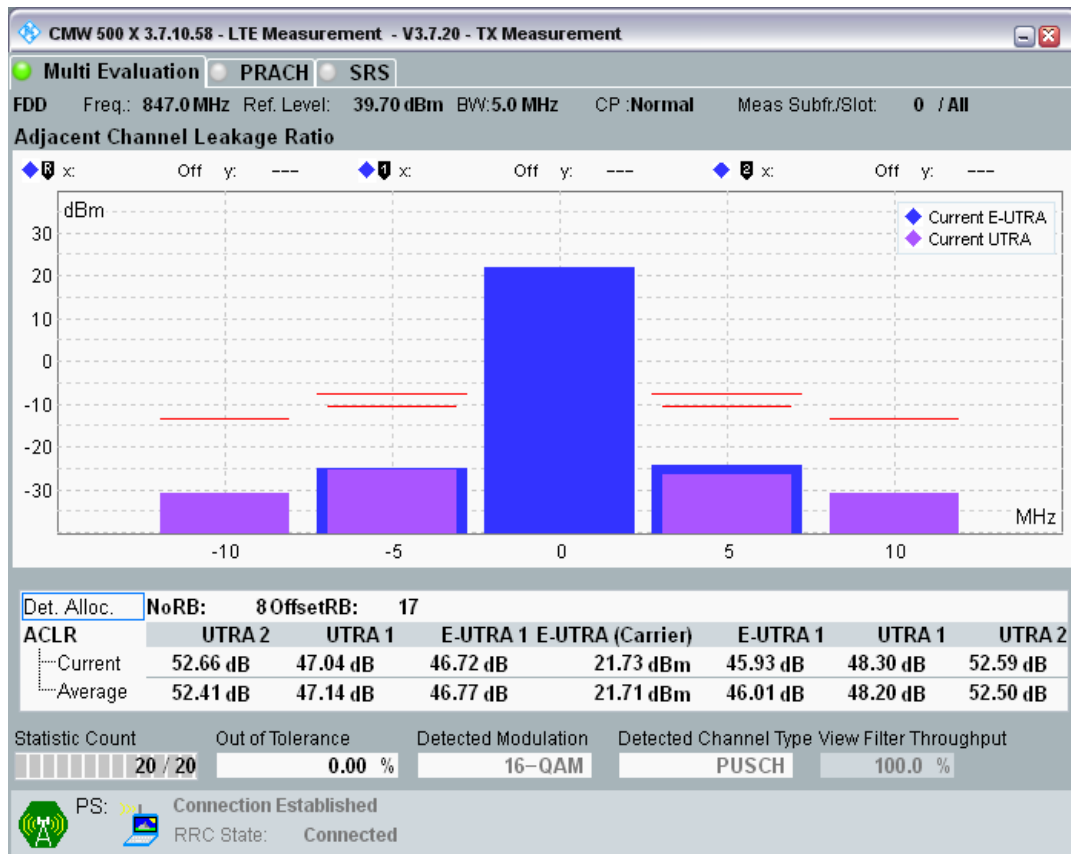 CMW 500 X 3.7.10.58 - LTE Measurement - V3.7.20 - TX Measurement
Multi Evaluation PRACH SRS
FDD Freq.: 847.0 MHz Ref. Level: 39.70 dBm BW:5.0 MHz CP :Normal Meas Subfr./Slot: 0 / All
Adjacent Channel Leakage Ratio
R x: Off y: --- 1 x: Off y: --- 2 x: Off y: ---
dBm
Current E-UTRA
Current UTRA
30
20
10
0
-10
-20
-30
MHz
-10 -5 0 5 10
Det. Alloc. NoRB: 8 OffsetRB: 17
ACLR UTRA 2 UTRA 1 E-UTRA 1 E-UTRA (Carrier) E-UTRA 1 UTRA 1 UTRA 2
Current 52.66 dB 47.04 dB 46.72 dB 21.73 dBm 45.93 dB 48.30 dB 52.59 dB
Average 52.41 dB 47.14 dB 46.77 dB 21.71 dBm 46.01 dB 48.20 dB 52.50 dB
Statistic Count Out of Tolerance Detected Modulation Detected Channel Type View Filter Throughput
20 / 20 0.00 % 16-QAM PUSCH 100.0 %
PS: Connection Established
RRC State: Connected